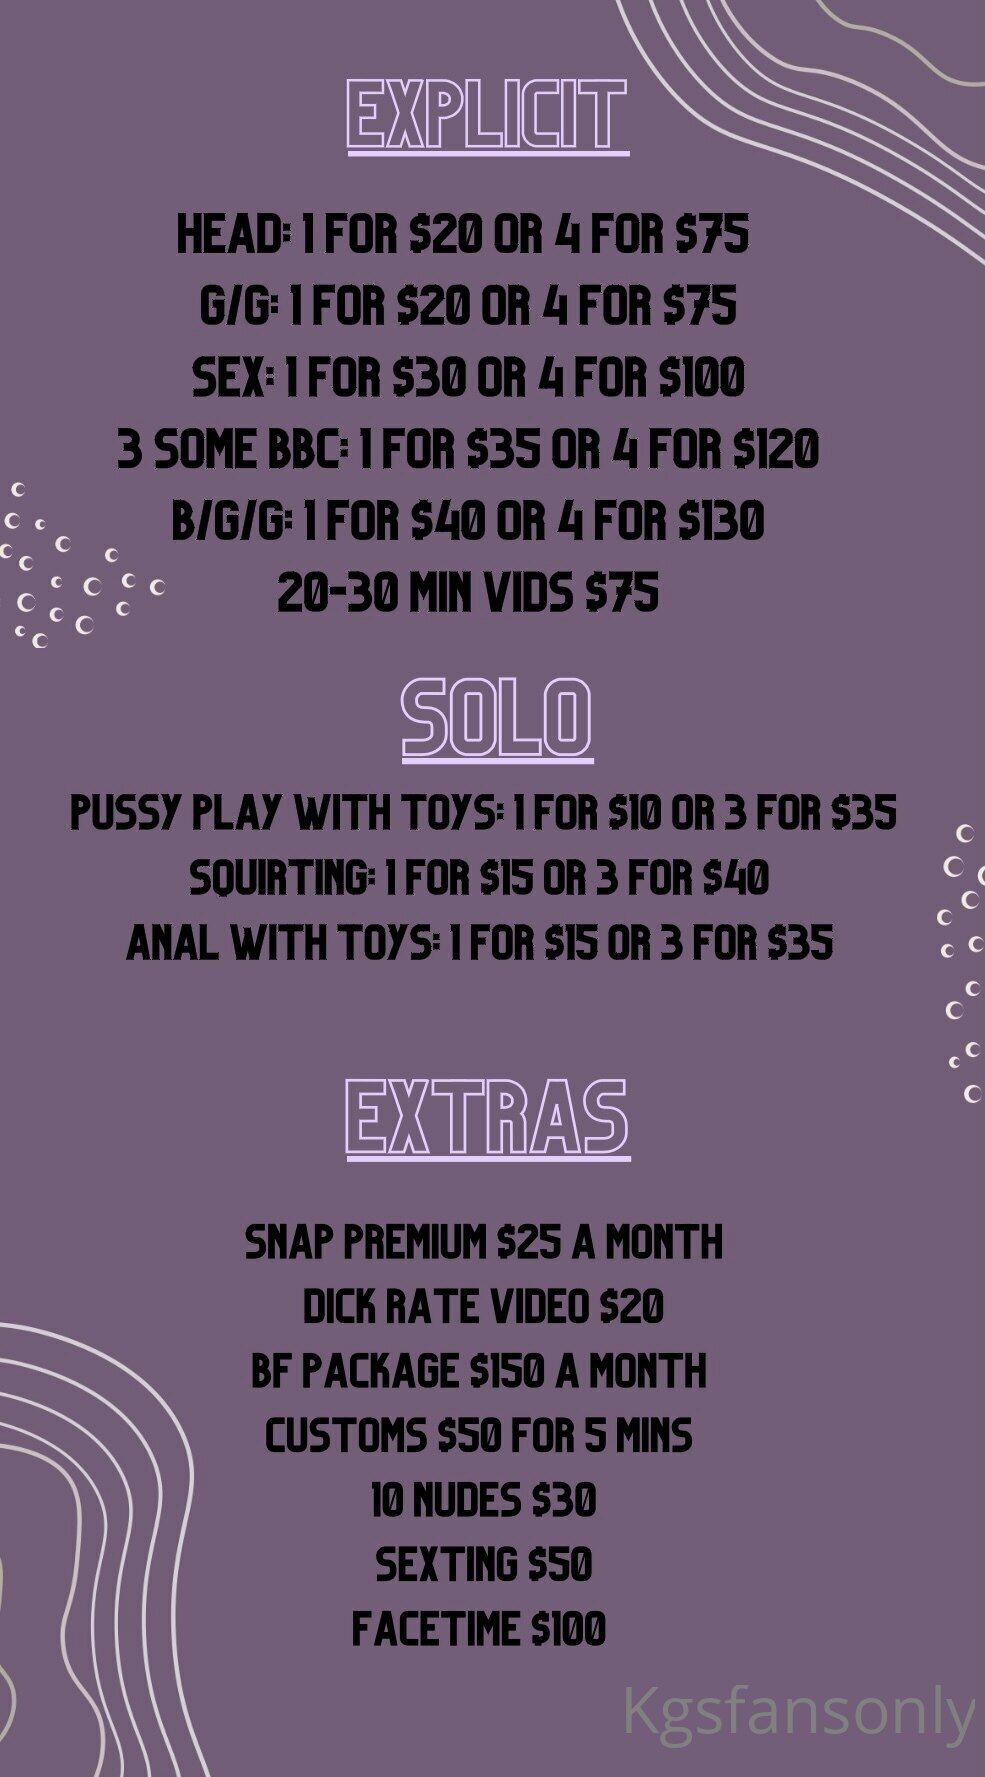 EXPLICIT
HEAD: 1 FOR $20 OR 4 FOR $75
G/G: 1 FOR $20 OR 4 FOR $75
SEX: 1 FOR $30 OR 4 FOR $100
3 SOME BBC: 1 FOR $35 OR 4 FOR $120
B/G/G: 1 FOR $40 OR 4 FOR $130
20-30 MIN VIDS $75
SOLO
PUSSY PLAY WITH TOYS: 1 FOR $10 OR 3 FOR $35
SQUIRTING: 1 FOR $15 OR 3 FOR $40
ANAL WITH TOYS: 1 FOR $15 OR 3 FOR $35
EXTRAS
SNAP PREMIUM $25 A MONTH
DICK RATE VIDEO $20
BF PACKAGE $150 A MONTH
CUSTOMS $50 FOR 5 MINS
10 NUDES $30
SEXTING $50
FACETIME $100
Kgsfansonly